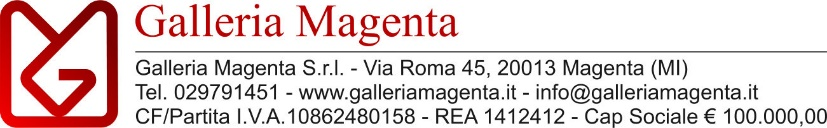 Galleria Magenta
Galleria Magenta S.r.l. - Via Roma 45, 20013 Magenta (MI)
Tel. 029791451 - www.galleriamagenta.it - info@galleriamagenta.it
CF/Partita I.V.A.10862480158 - REA 1412412 - Cap Sociale € 100.000,00